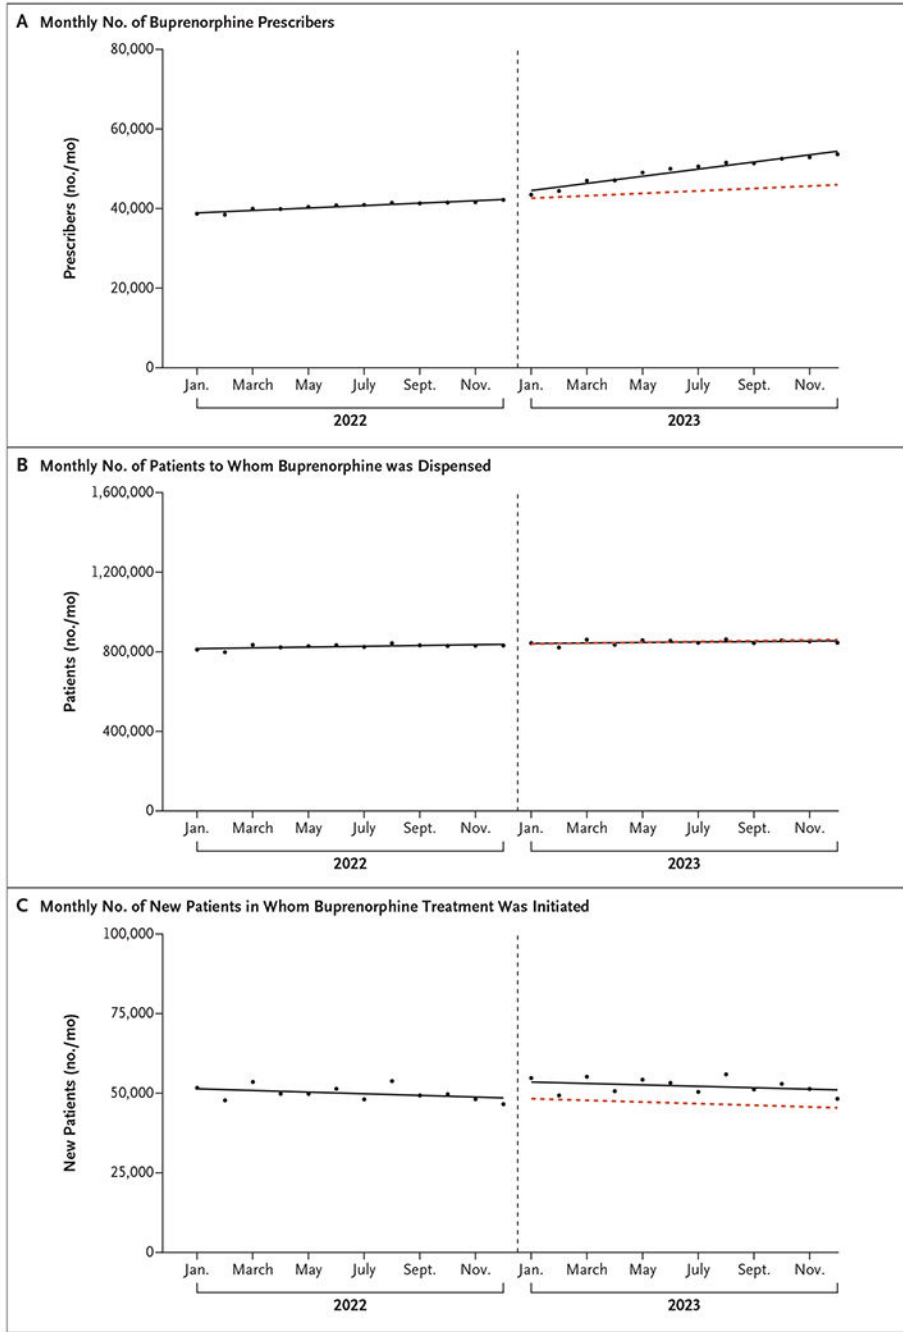 A Monthly No. of Buprenorphine Prescribers
80,000
60,000
40,000
20,000
0
Prescribers (no./mo)
Jan. March May July Sept. Nov. Jan. March May July Sept. Nov.
2022 2023
B Monthly No. of Patients to Whom Buprenorphine was Dispensed
1,600,000
1,200,000
800,000
400,000
0
Patients (no./mo)
Jan. March May July Sept. Nov. Jan. March May July Sept. Nov.
2022 2023
C Monthly No. of New Patients in Whom Buprenorphine Treatment Was Initiated
100,000
75,000
50,000
25,000
0
New Patients (no./mo)
Jan. March May July Sept. Nov. Jan. March May July Sept. Nov.
2022 2023